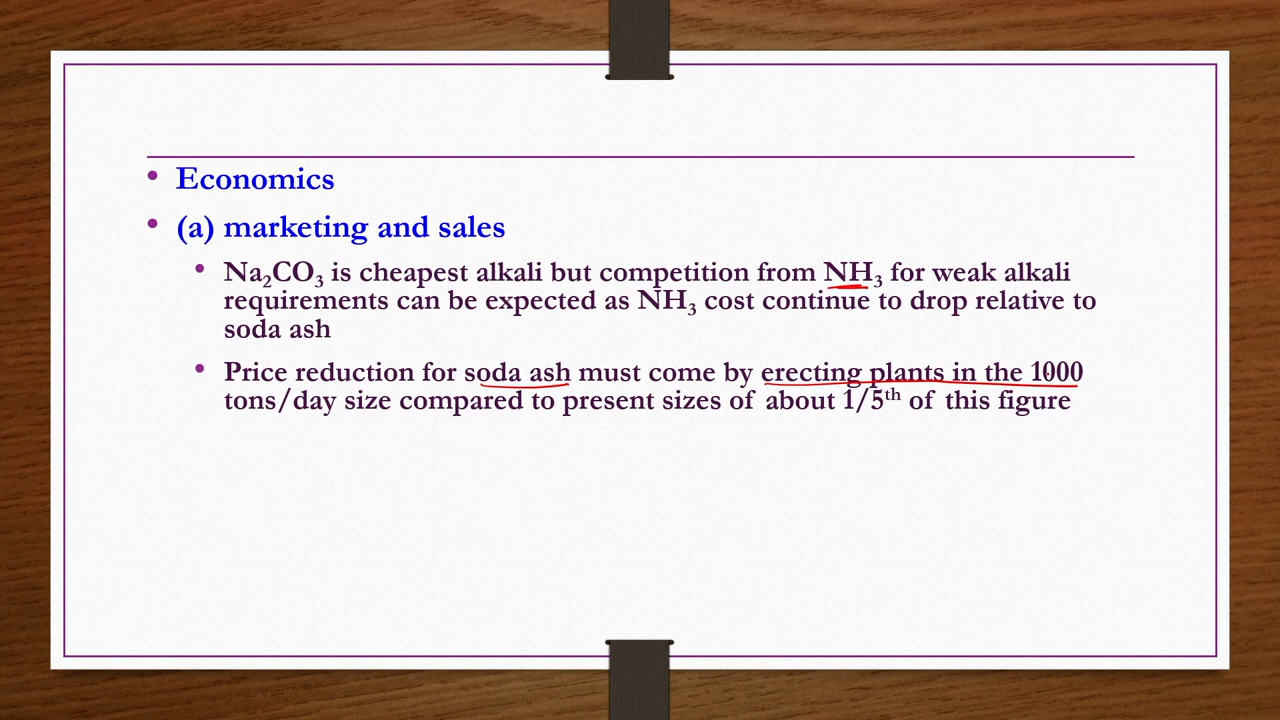 • Economics
• (a) marketing and sales
• Na₂CO₃ is cheapest alkali but competition from NH₃ for weak alkali
requirements can be expected as NH₃ cost continue to drop relative to
soda ash
• Price reduction for soda ash must come by erecting plants in the 1000
tons/day size compared to present sizes of about 1/5ᵗʰ of this figure